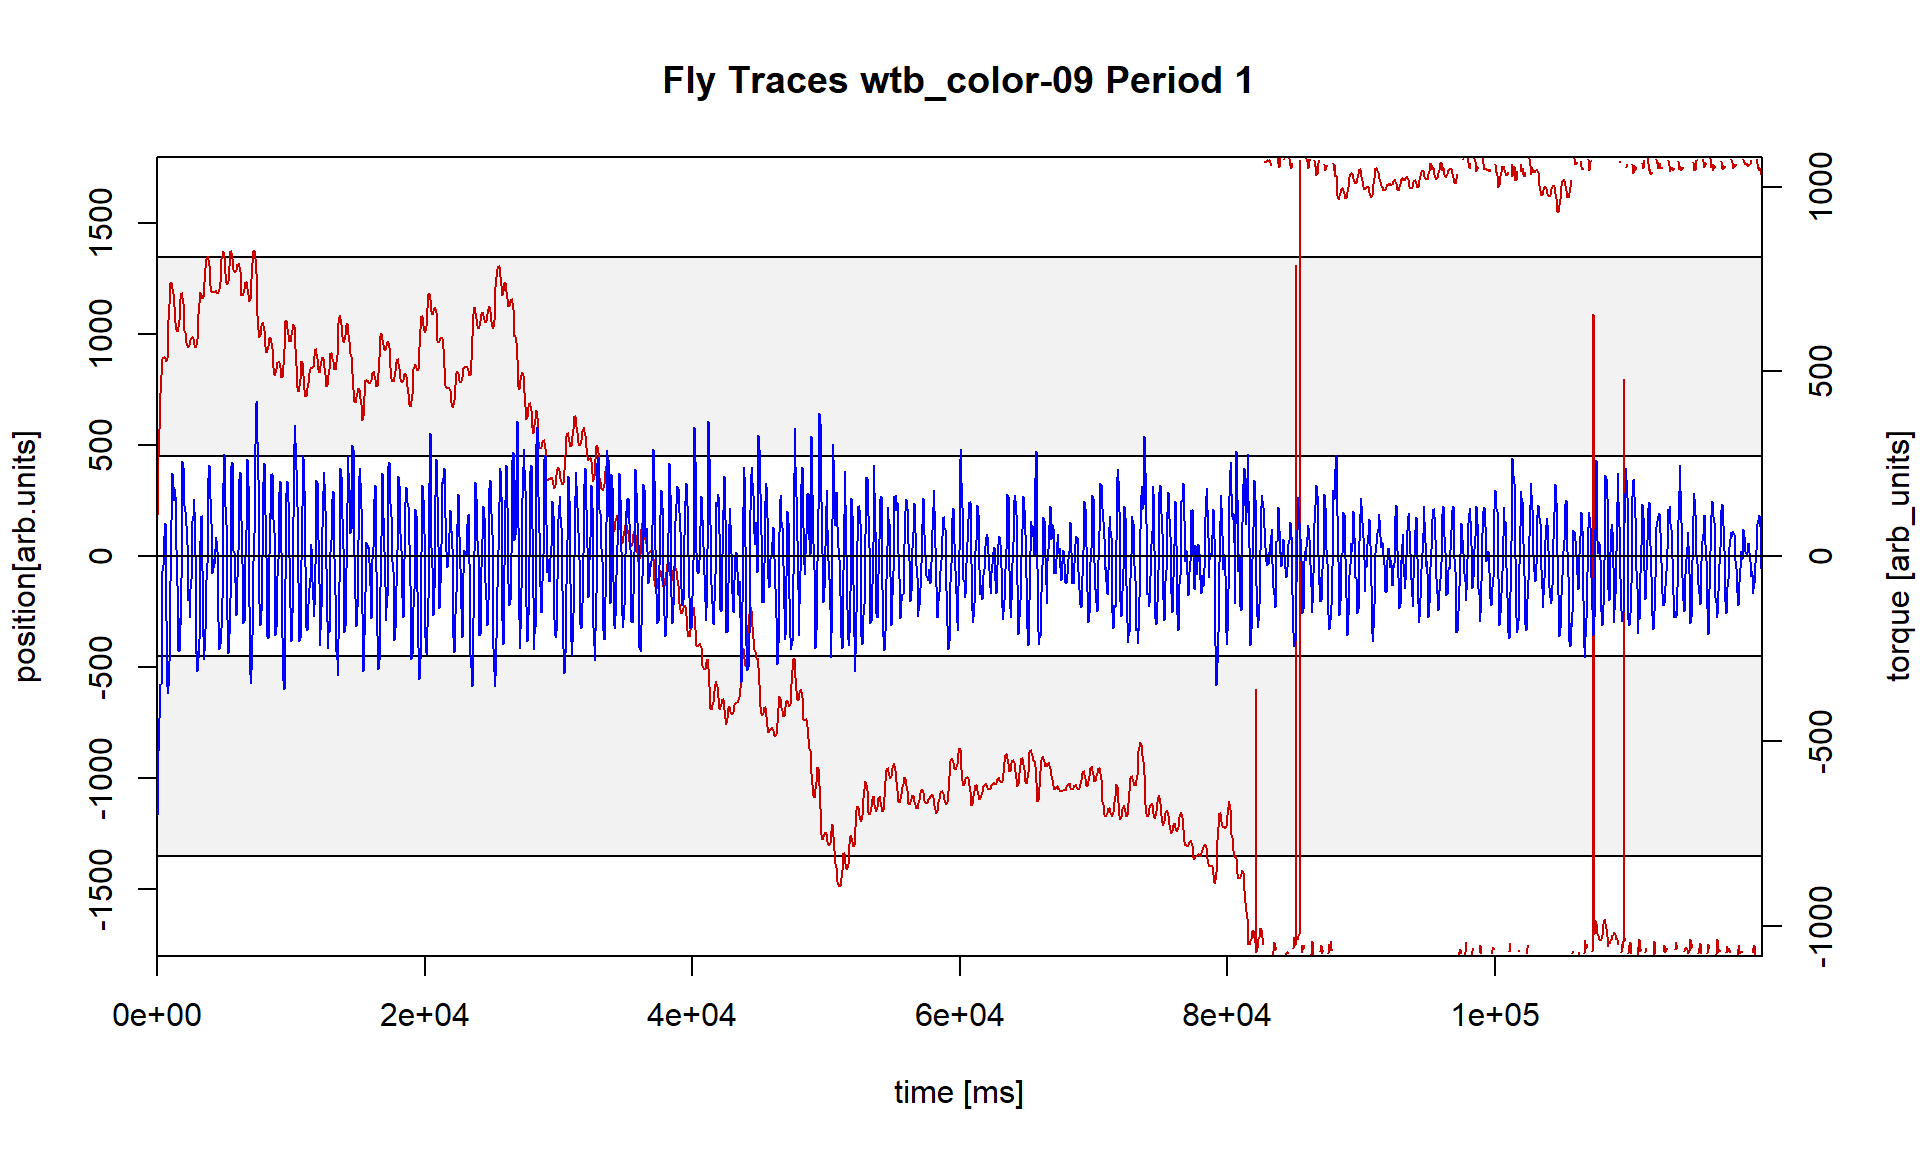 Fly Traces wtb_color-09 Period 1
position[arb.units]
1500
1000
500
0
-500
-1000
-1500
1000
500
0
-500
-1000
torque [arb_units]
0e+00 2e+04 4e+04 6e+04 8e+04 1e+05
time [ms]